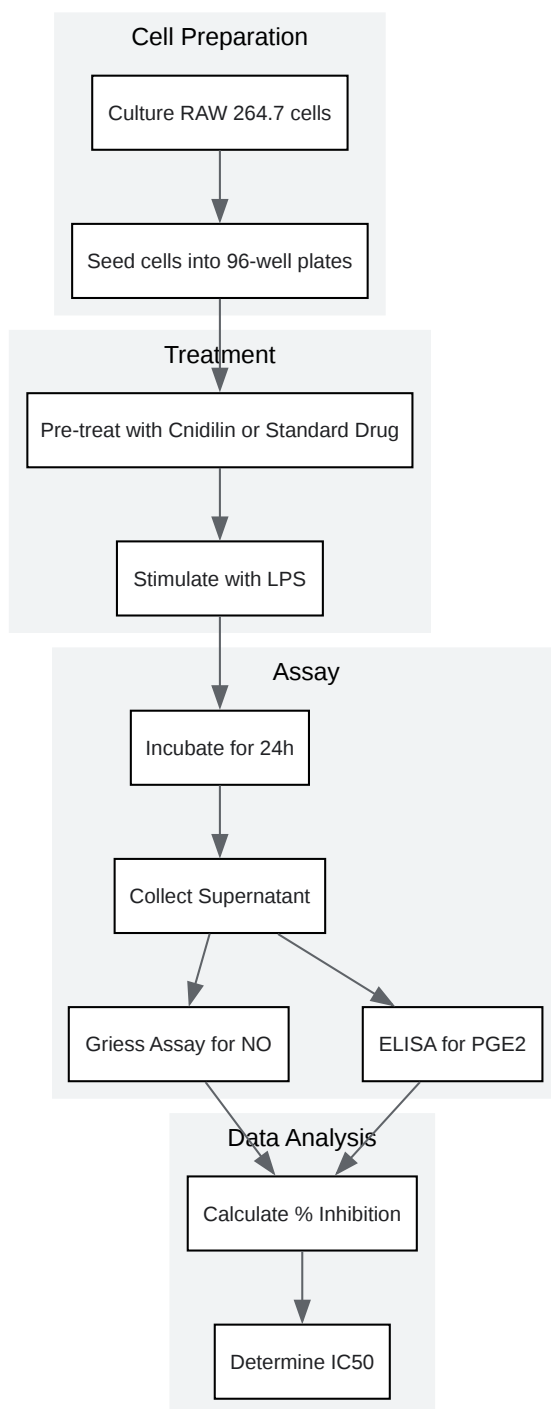 Cell Preparation
Culture RAW 264.7 cells
Seed cells into 96-well plates
Treatment
Pre-treat with Cnidilin or Standard Drug
Stimulate with LPS
Assay
Incubate for 24h
Collect Supernatant
Griess Assay for NO
ELISA for PGE2
Data Analysis
Calculate % Inhibition
Determine IC50